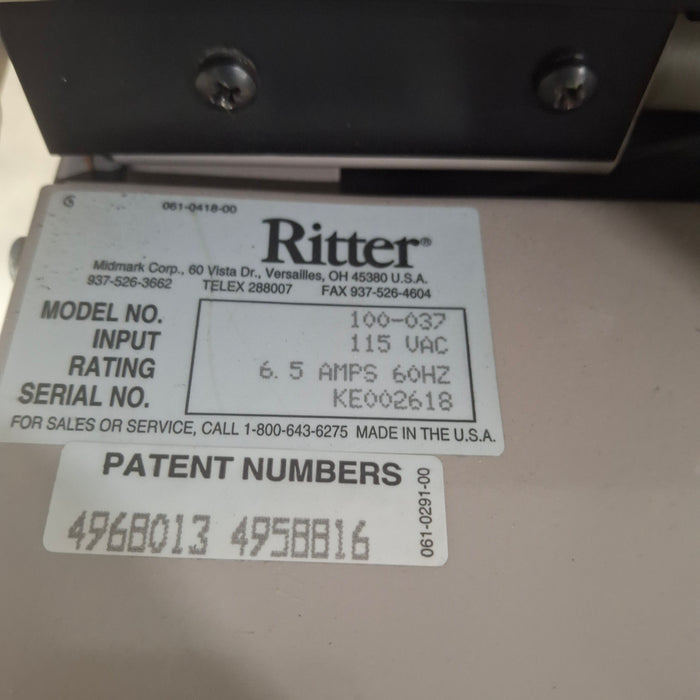 061-0418-00
Ritter®
Midmark Corp., 60 Vista Dr., Versailles, OH 45380 U.S.A.
937-526-3662 TELEX 288007 FAX 937-526-4604
MODEL NO. 100-037
INPUT 115 VAC
RATING 6.5 AMPS 60HZ
SERIAL NO. KE002618
FOR SALES OR SERVICE, CALL 1-800-643-6275 MADE IN THE U.S.A.
PATENT NUMBERS
4968013 4958816
061-0291-00